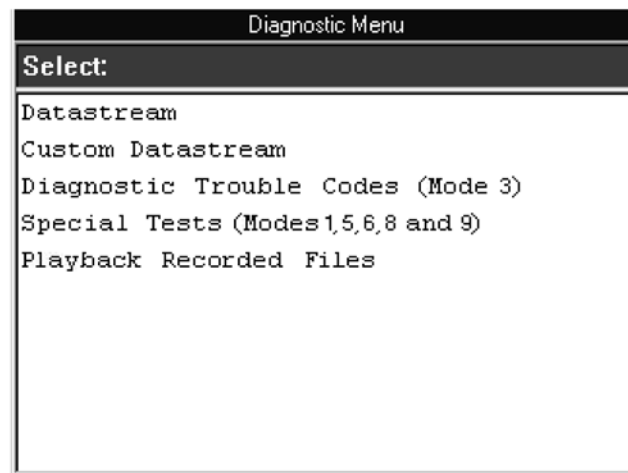 Diagnostic Menu
Select:
Datastream
Custom Datastream
Diagnostic Trouble Codes (Mode 3)
Special Tests (Modes 1,5,6,8 and 9)
Playback Recorded Files